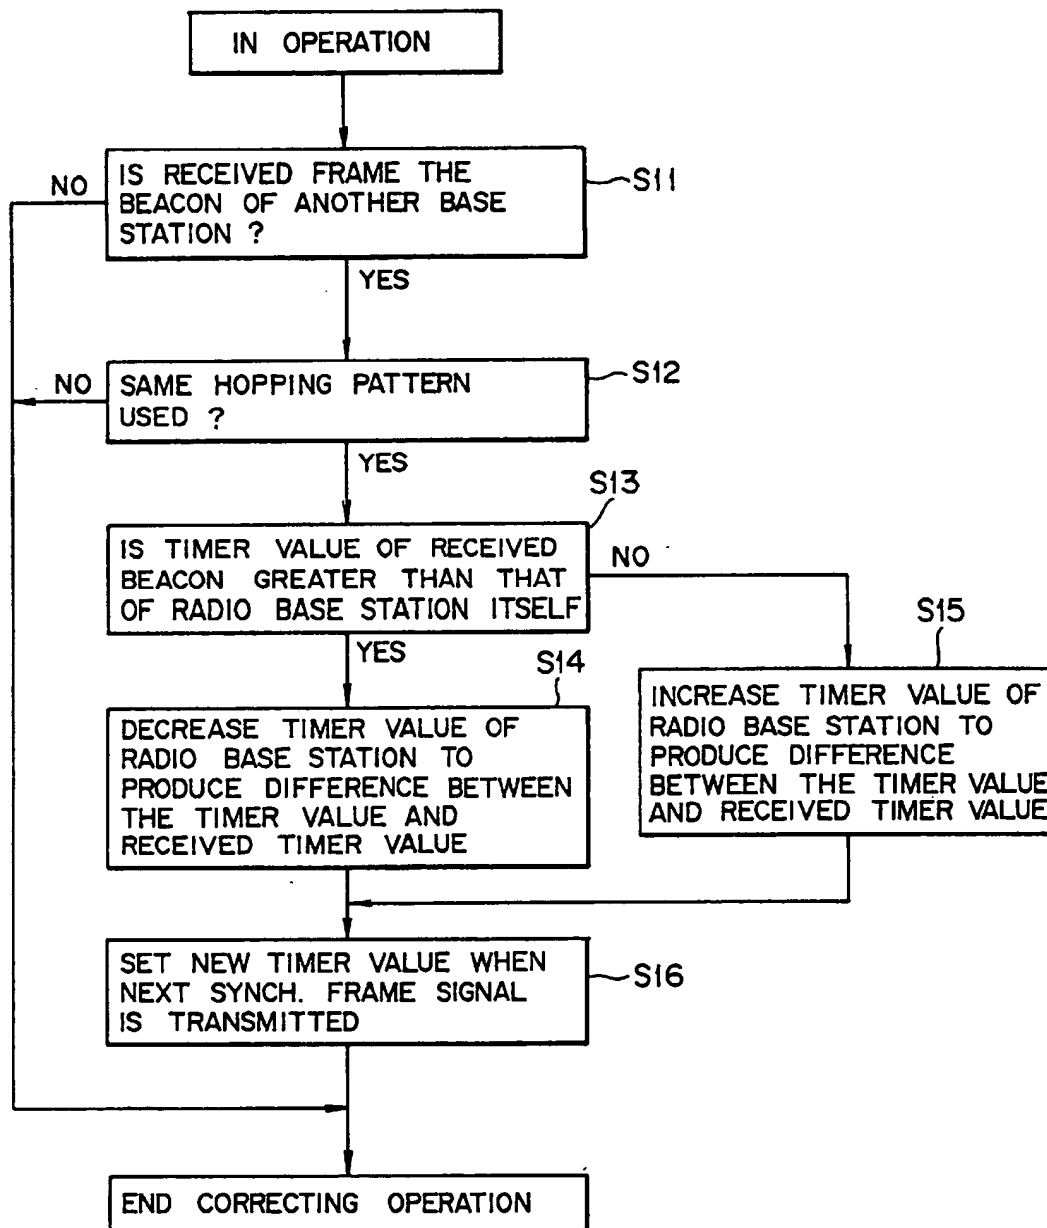 IN OPERATION
IS RECEIVED FRAME THE
BEACON OF ANOTHER BASE
STATION ?
S11
NO
YES
SAME HOPPING PATTERN
USED ?
S12
NO
YES
S13
IS TIMER VALUE OF RECEIVED
BEACON GREATER THAN THAT
OF RADIO BASE STATION ITSELF
NO
YES
S14
DECREASE TIMER VALUE OF
RADIO BASE STATION TO
PRODUCE DIFFERENCE BETWEEN
THE TIMER VALUE AND
RECEIVED TIMER VALUE
S15
INCREASE TIMER VALUE OF
RADIO BASE STATION TO
PRODUCE DIFFERENCE
BETWEEN THE TIMER VALUE
AND RECEIVED TIMER VALUE
SET NEW TIMER VALUE WHEN
NEXT SYNCH. FRAME SIGNAL
IS TRANSMITTED
S16
END CORRECTING OPERATION